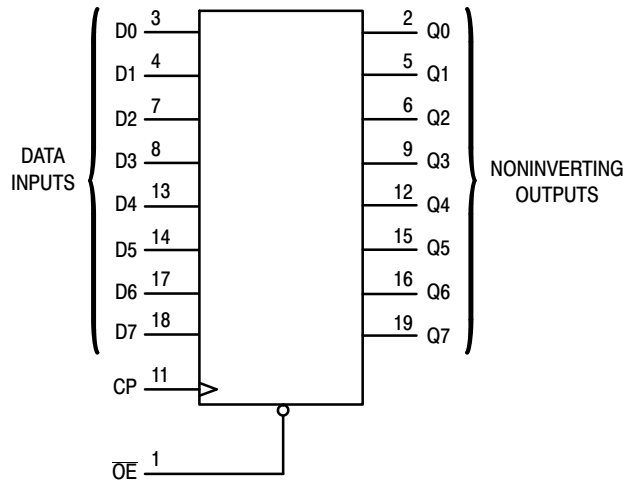 D0 3 2 Q0
D1 4 5 Q1
D2 7 6 Q2
D3 8 9 Q3
DATA
INPUTS
NONINVERTING
OUTPUTS
D4 13 12 Q4
D5 14 15 Q5
D6 17 16 Q6
D7 18 19 Q7
CP 11
OE 1